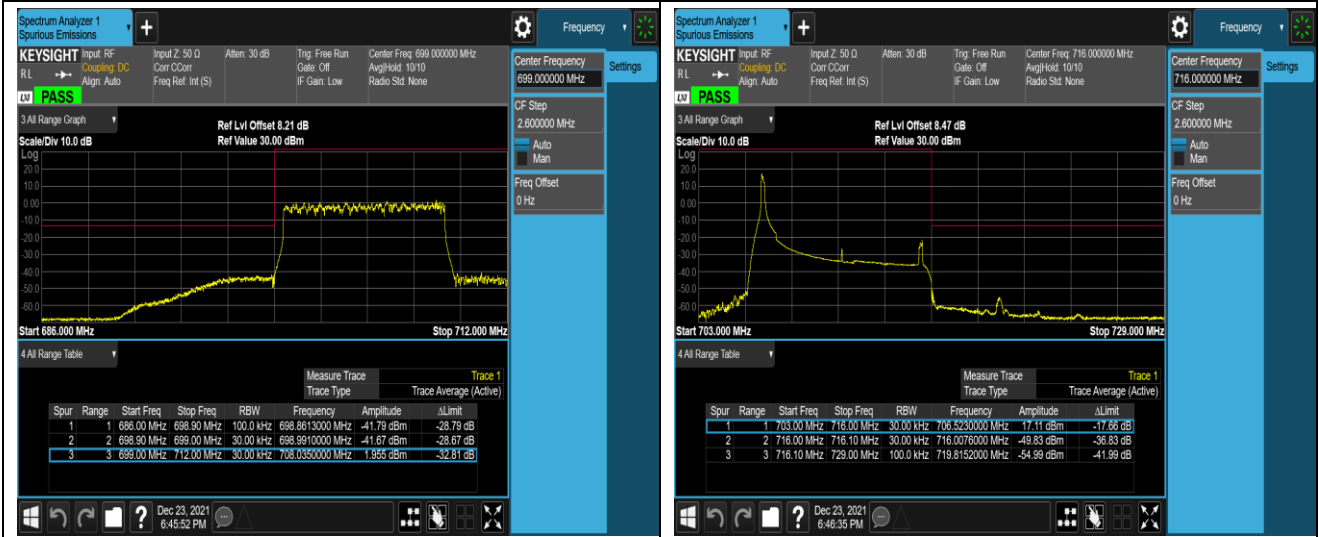 Spectrum Analyzer 1
Spurious Emissions
+
Frequency
KEYSIGHT Input: RF Input Z: 50 Ω Atten: 30 dB Trig: Free Run Center Freq: 699.000000 MHz
RL Coupling: DC Corr CCorr Gate: Off Avg|Hold: 10/10
Align: Auto Freq Ref: Int (S) IF Gain: Low Radio Std: None
LXI PASS
Center Frequency
699.000000 MHz
Settings
CF Step
2.600000 MHz
Auto
Man
Freq Offset
0 Hz
3 All Range Graph
Ref Lvl Offset 8.21 dB
Scale/Div 10.0 dB Ref Value 30.00 dBm
Log
20.0
10.0
0.00
-10.0
-20.0
-30.0
-40.0
-50.0
-60.0
Start 686.000 MHz Stop 712.000 MHz
4 All Range Table
Measure Trace Trace 1
Trace Type Trace Average (Active)
Spur Range Start Freq Stop Freq RBW Frequency Amplitude ΔLimit
1 1 686.00 MHz 698.90 MHz 100.0 kHz 698.8613000 MHz -41.79 dBm -28.79 dB
2 2 698.90 MHz 699.00 MHz 30.00 kHz 698.9910000 MHz -41.67 dBm -28.67 dB
3 3 699.00 MHz 712.00 MHz 30.00 kHz 708.0350000 MHz 1.955 dBm -32.81 dB
? Dec 23, 2021
6:45:52 PM
Spectrum Analyzer 1
Spurious Emissions
+
Frequency
KEYSIGHT Input: RF Input Z: 50 Ω Atten: 30 dB Trig: Free Run Center Freq: 716.000000 MHz
RL Coupling: DC Corr CCorr Gate: Off Avg|Hold: 10/10
Align: Auto Freq Ref: Int (S) IF Gain: Low Radio Std: None
LXI PASS
Center Frequency
716.000000 MHz
Settings
CF Step
2.600000 MHz
Auto
Man
Freq Offset
0 Hz
3 All Range Graph
Ref Lvl Offset 8.47 dB
Scale/Div 10.0 dB Ref Value 30.00 dBm
Log
20.0
10.0
0.00
-10.0
-20.0
-30.0
-40.0
-50.0
-60.0
Start 703.000 MHz Stop 729.000 MHz
4 All Range Table
Measure Trace Trace 1
Trace Type Trace Average (Active)
Spur Range Start Freq Stop Freq RBW Frequency Amplitude ΔLimit
1 1 703.00 MHz 716.00 MHz 30.00 kHz 706.5230000 MHz 17.11 dBm -17.66 dB
2 2 716.00 MHz 716.10 MHz 30.00 kHz 716.0076000 MHz -49.83 dBm -36.83 dB
3 3 716.10 MHz 729.00 MHz 100.0 kHz 719.8152000 MHz -54.99 dBm -41.99 dB
? Dec 23, 2021
6:46:35 PM